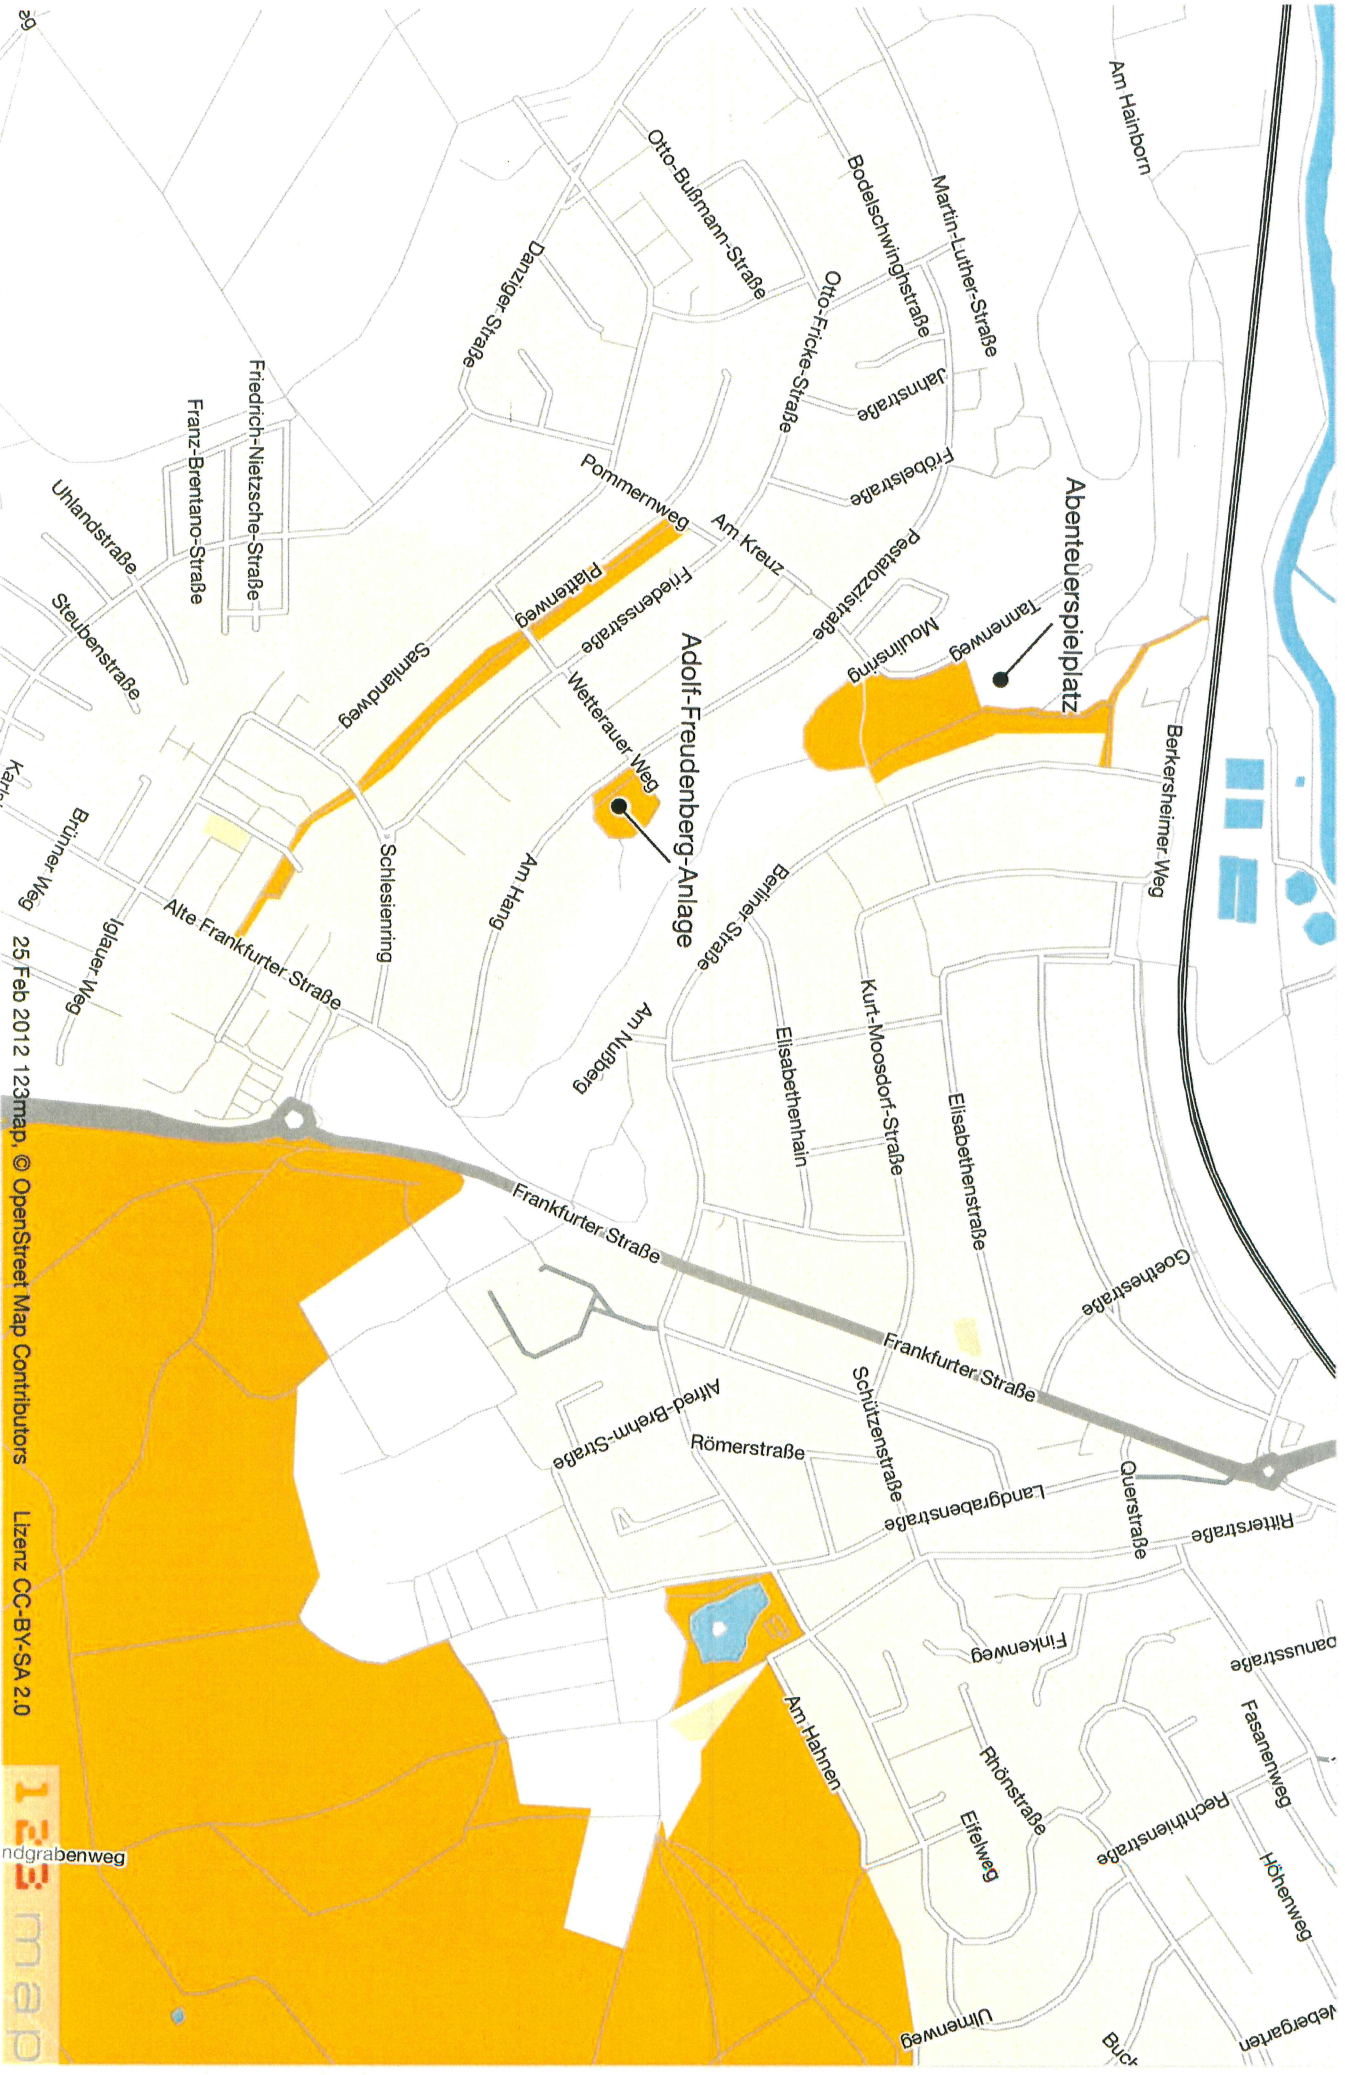 Am Hainborn
Otto-Bußmann-Straße
Bodelschwinghstraße
Martin-Luther-Straße
Danziger Straße
Otto-Fricke-Straße
Jahnstraße
Fröbelstraße
Friedrich-Nietzsche-Straße
Franz-Brentano-Straße
Uhlandstraße
Steubenstraße
Pommernweg
Am Kreuz
Pestalozzistraße
Abenteuerspielplatz
Plattenweg
Friedensstraße
Moulinsring
Tannenweg
Samlandweg
Wetterauer Weg
Adolf-Freudenberg-Anlage
Berkersheimer Weg
Brünner Weg
Iglauer Weg
Alte Frankfurter Straße
Schlesienring
Am Hang
Berliner Straße
Am Nußberg
Elisabethenhain
Kurt-Moosdorf-Straße
Elisabethenstraße
Goethestraße
Frankfurter Straße
Frankfurter Straße
Alfred-Brehm-Straße
Römerstraße
Schützenstraße
Landgrabenstraße
Querstraße
Ritterstraße
Finkenweg
anusstraße
Am Hahnen
Rhönstraße
Eifelweg
Fasanenweg
Rechthienstraße
Höhenweg
Ulmenweg
Buch
ebergarten
ndgrabenweg
25 Feb 2012 123map, © OpenStreet Map Contributors Lizenz CC-BY-SA 2.0
123 map